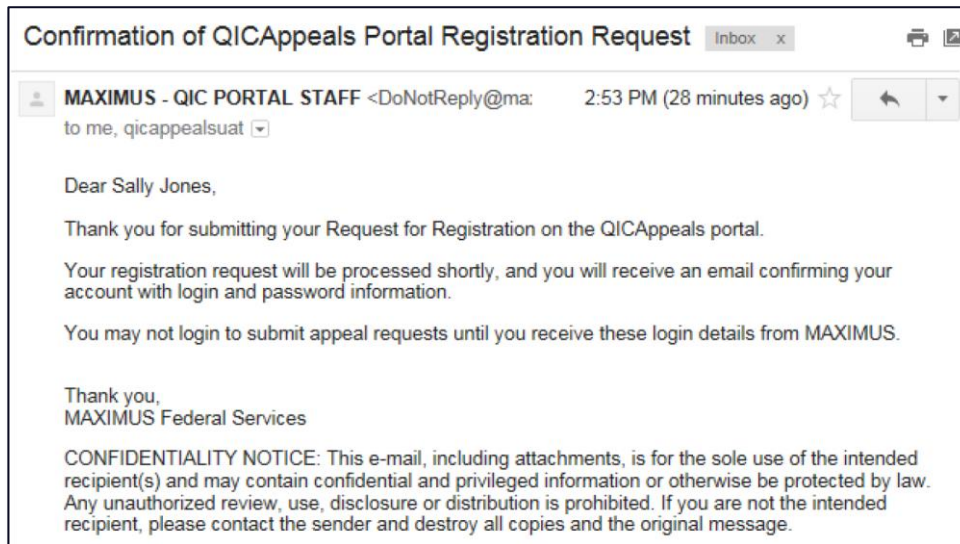 Confirmation of QICAppeals Portal Registration Request Inbox x
MAXIMUS - QIC PORTAL STAFF <DoNotReply@ma: 2:53 PM (28 minutes ago)
to me, qicappealsuat
Dear Sally Jones,
Thank you for submitting your Request for Registration on the QICAppeals portal.
Your registration request will be processed shortly, and you will receive an email confirming your
account with login and password information.
You may not login to submit appeal requests until you receive these login details from MAXIMUS.
Thank you,
MAXIMUS Federal Services
CONFIDENTIALITY NOTICE: This e-mail, including attachments, is for the sole use of the intended
recipient(s) and may contain confidential and privileged information or otherwise be protected by law.
Any unauthorized review, use, disclosure or distribution is prohibited. If you are not the intended
recipient, please contact the sender and destroy all copies and the original message.